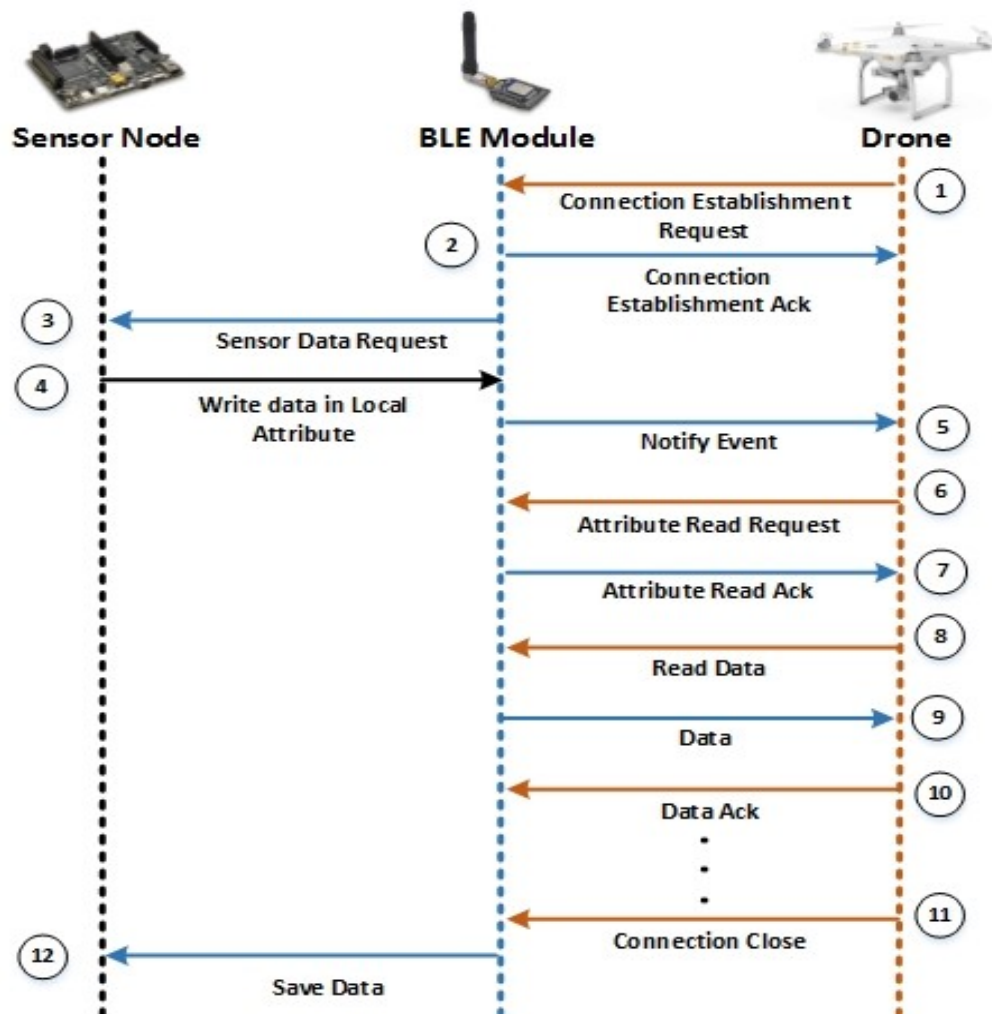 Sensor Node
BLE Module
Drone
1
Connection Establishment
Request
2
Connection
Establishment Ack
3
Sensor Data Request
4
Write data in Local
Attribute
5
Notify Event
6
Attribute Read Request
7
Attribute Read Ack
8
Read Data
9
Data
10
Data Ack
11
Connection Close
12
Save Data